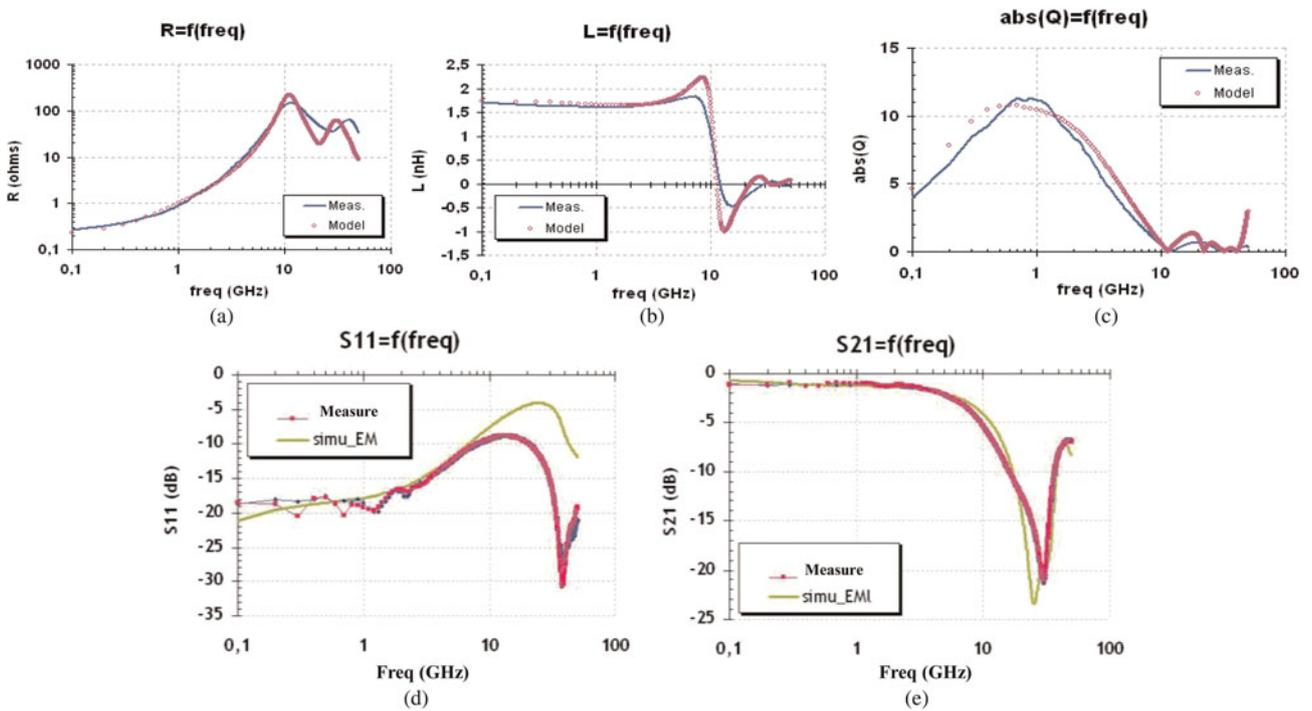 R=f(freq)
1000
100
10
1
0,1
R (ohms)
Meas.
Model
0,1 1 10 100
freq (GHz)
(a)
L=f(freq)
2,5
2
1,5
1
0,5
0
-0,5
-1
-1,5
L (nH)
Meas.
Model
0,1 1 10 100
freq (GHz)
(b)
abs(Q)=f(freq)
15
10
5
0
abs(Q)
Meas.
Model
0,1 1 10 100
freq (GHz)
(c)
S11=f(freq)
0
-5
-10
-15
-20
-25
-30
-35
S11 (dB)
Measure
simu_EM
0,1 1 10 100
Freq (GHz)
(d)
S21=f(freq)
0
-5
-10
-15
-20
-25
S21 (dB)
Measure
simu_EMl
0,1 1 10 100
Freq (GHz)
(e)